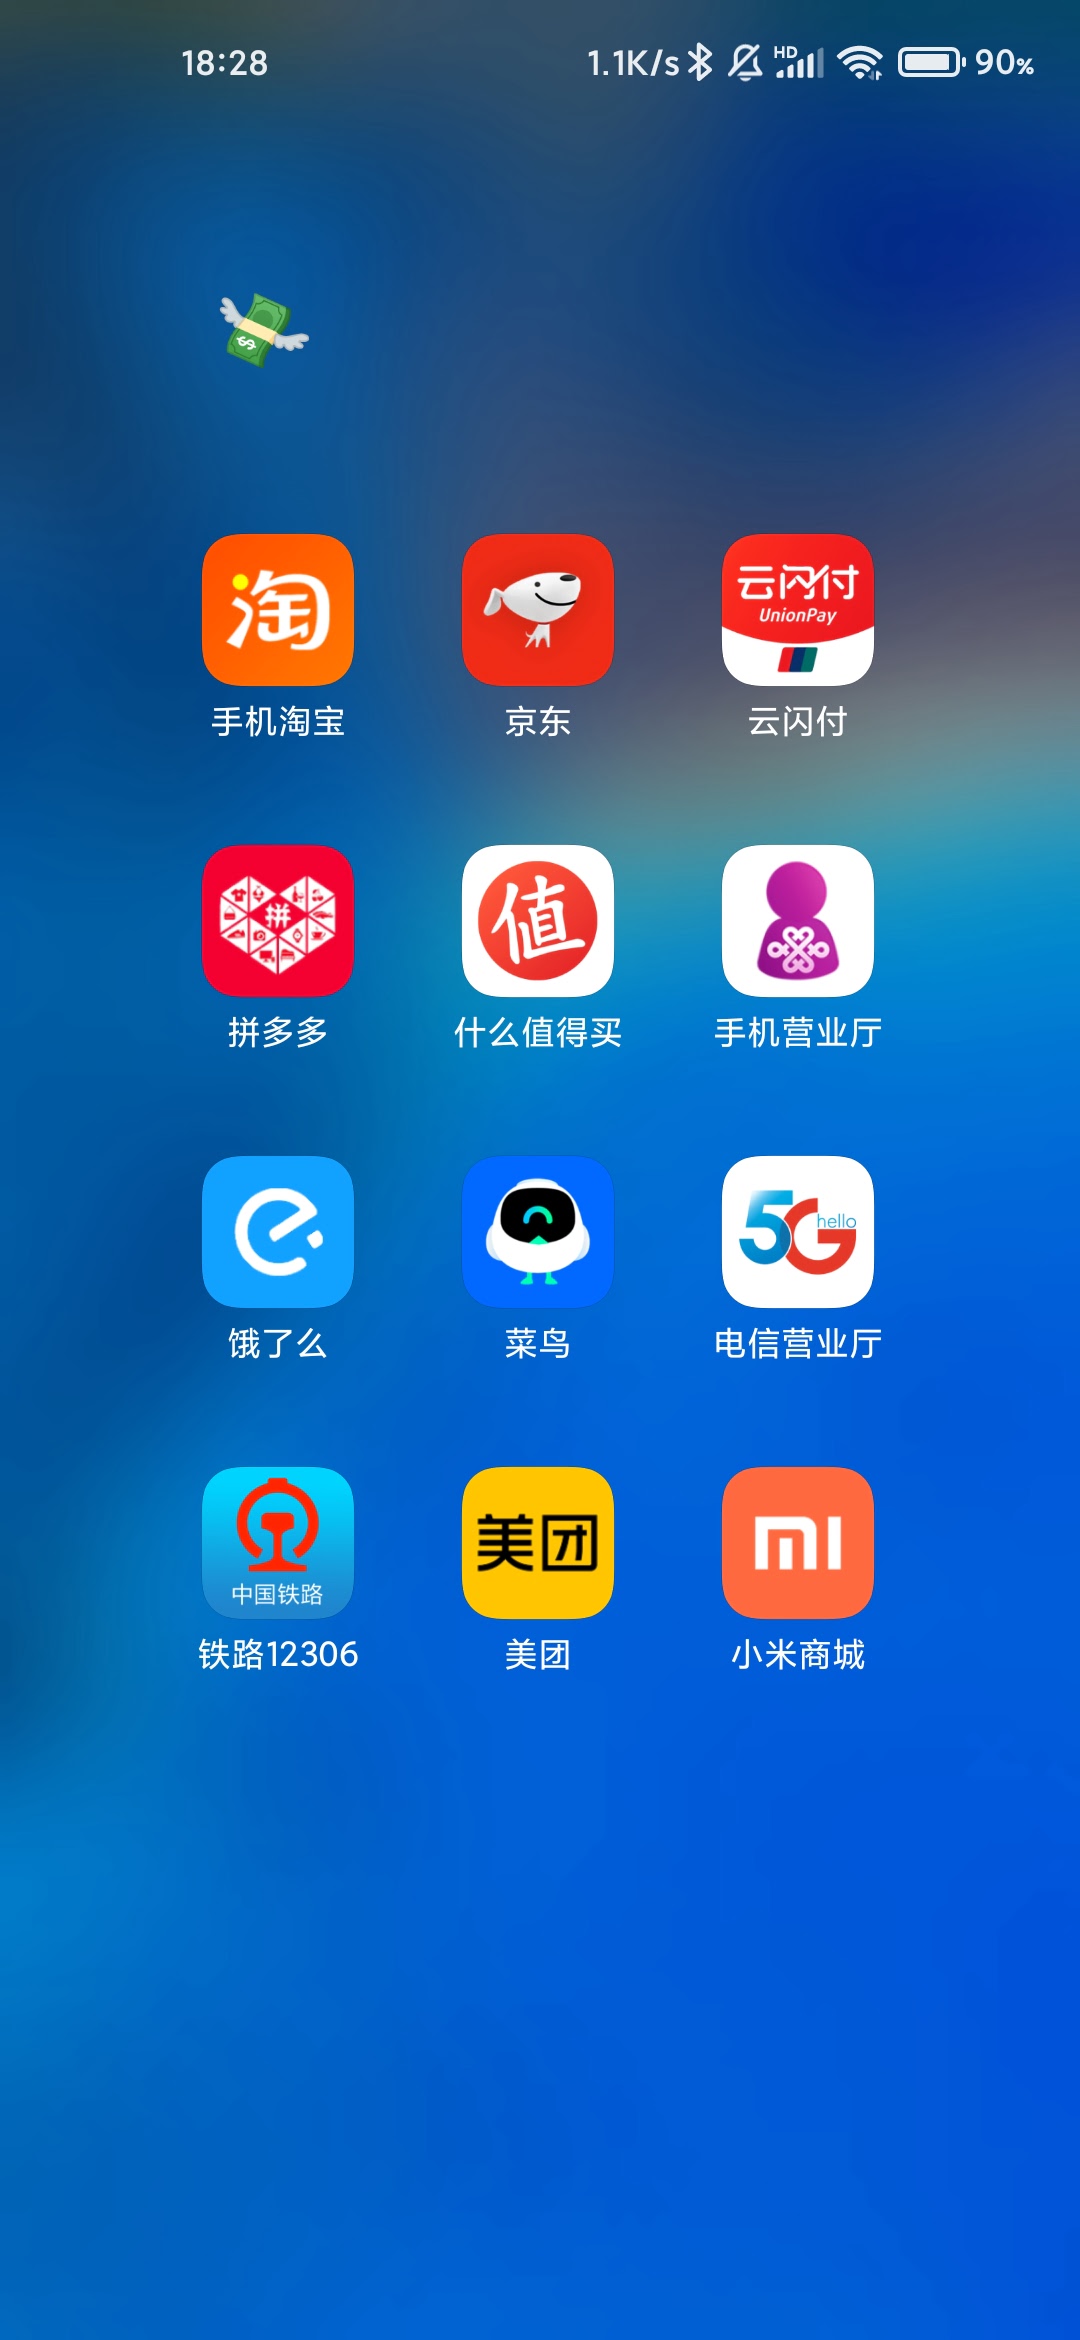 18:28
1.1K/s HD 90%
淘
云闪付
UnionPay
手机淘宝
京东
云闪付
拼
值
拼多多
什么值得买
手机营业厅
5G hello
饿了么
菜鸟
电信营业厅
中国铁路
美团
mi
铁路12306
美团
小米商城